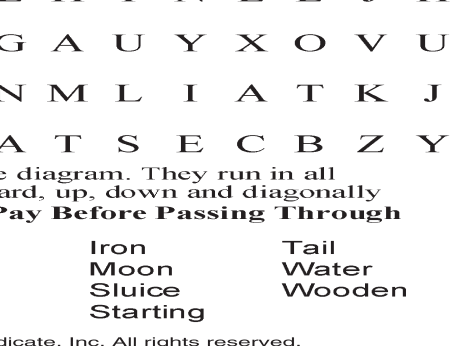 G A U Y X O V U
N M L I A T K J
A T S E C B Z Y
e diagram. They run in all
ard, up, down and diagonally
Pay Before Passing Through
Iron Tail
Moon Water
Sluice Wooden
Starting
dicate, Inc. All rights reserved.